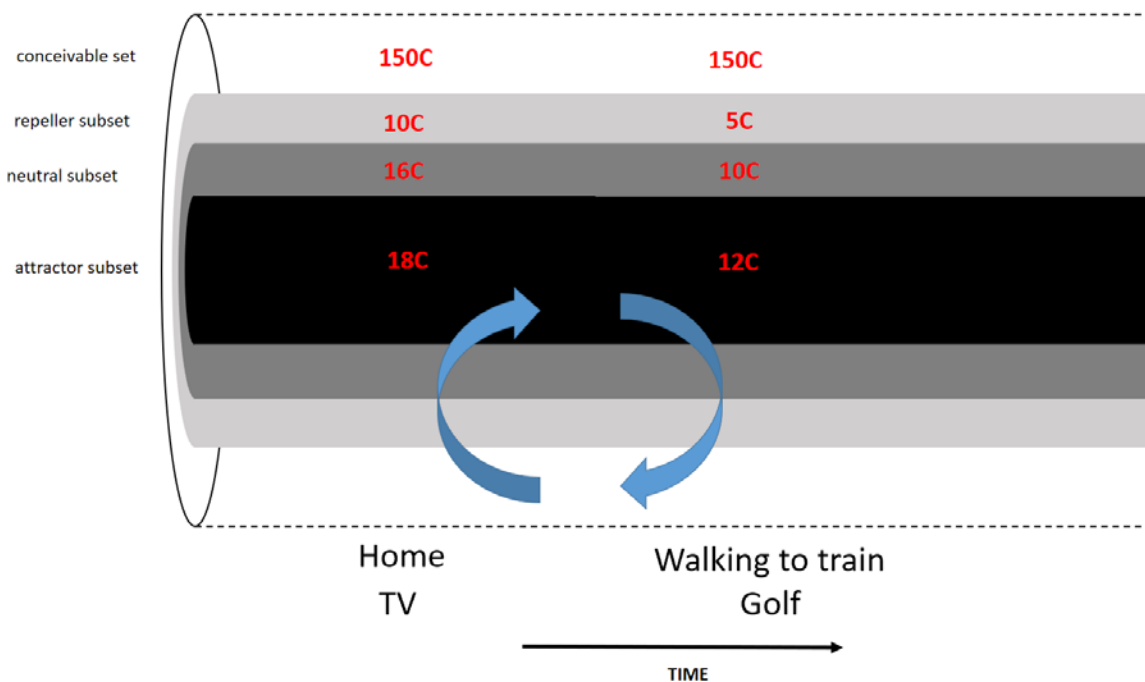 conceivable set
150C
150C
repeller subset
10C
5C
neutral subset
16C
10C
attractor subset
18C
12C
Home
Walking to train
TV
Golf
TIME